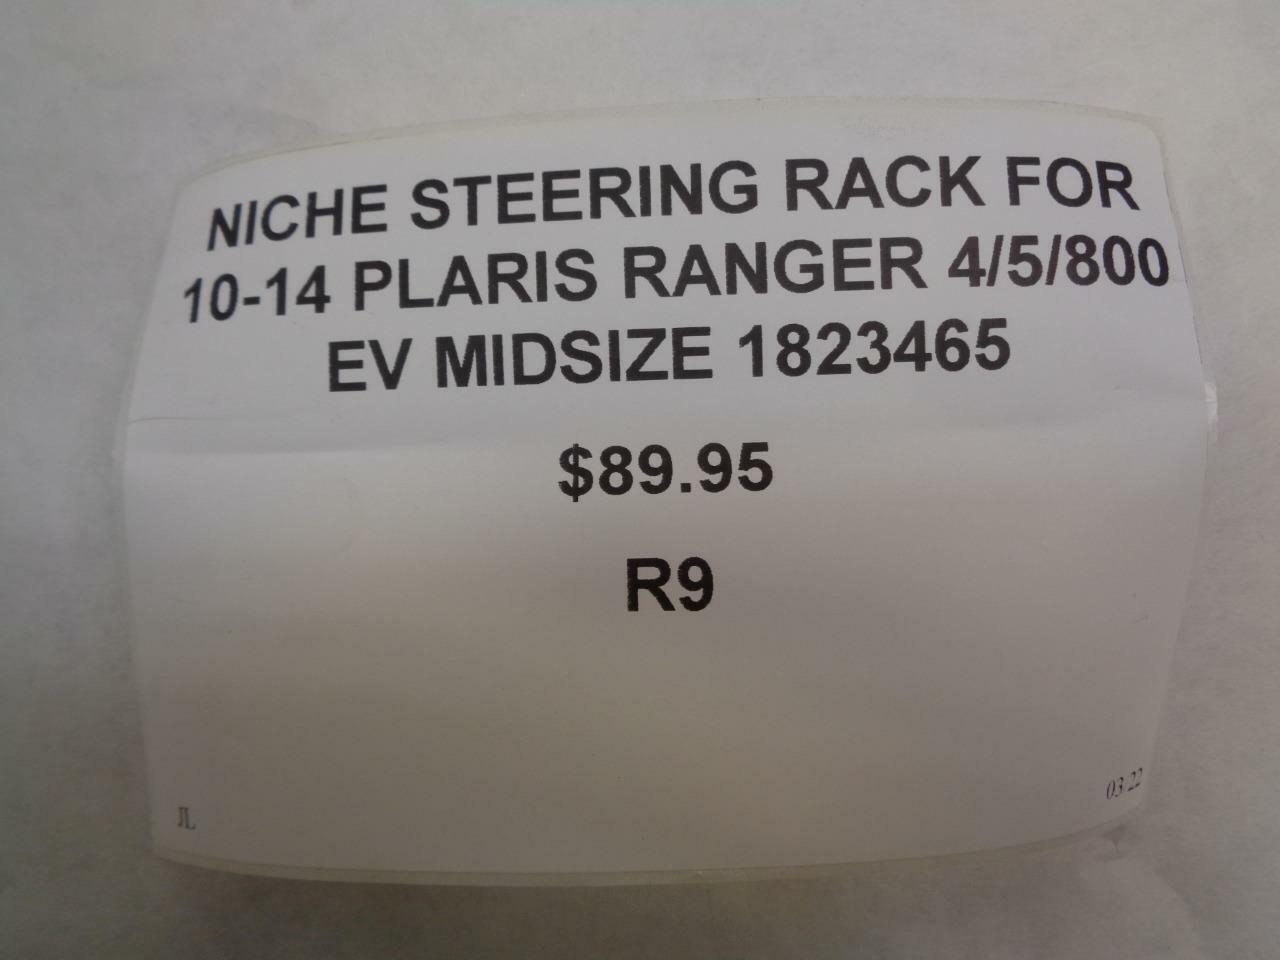 NICHE STEERING RACK FOR
10-14 PLARIS RANGER 4/5/800
EV MIDSIZE 1823465
$89.95
R9
JL
03 22